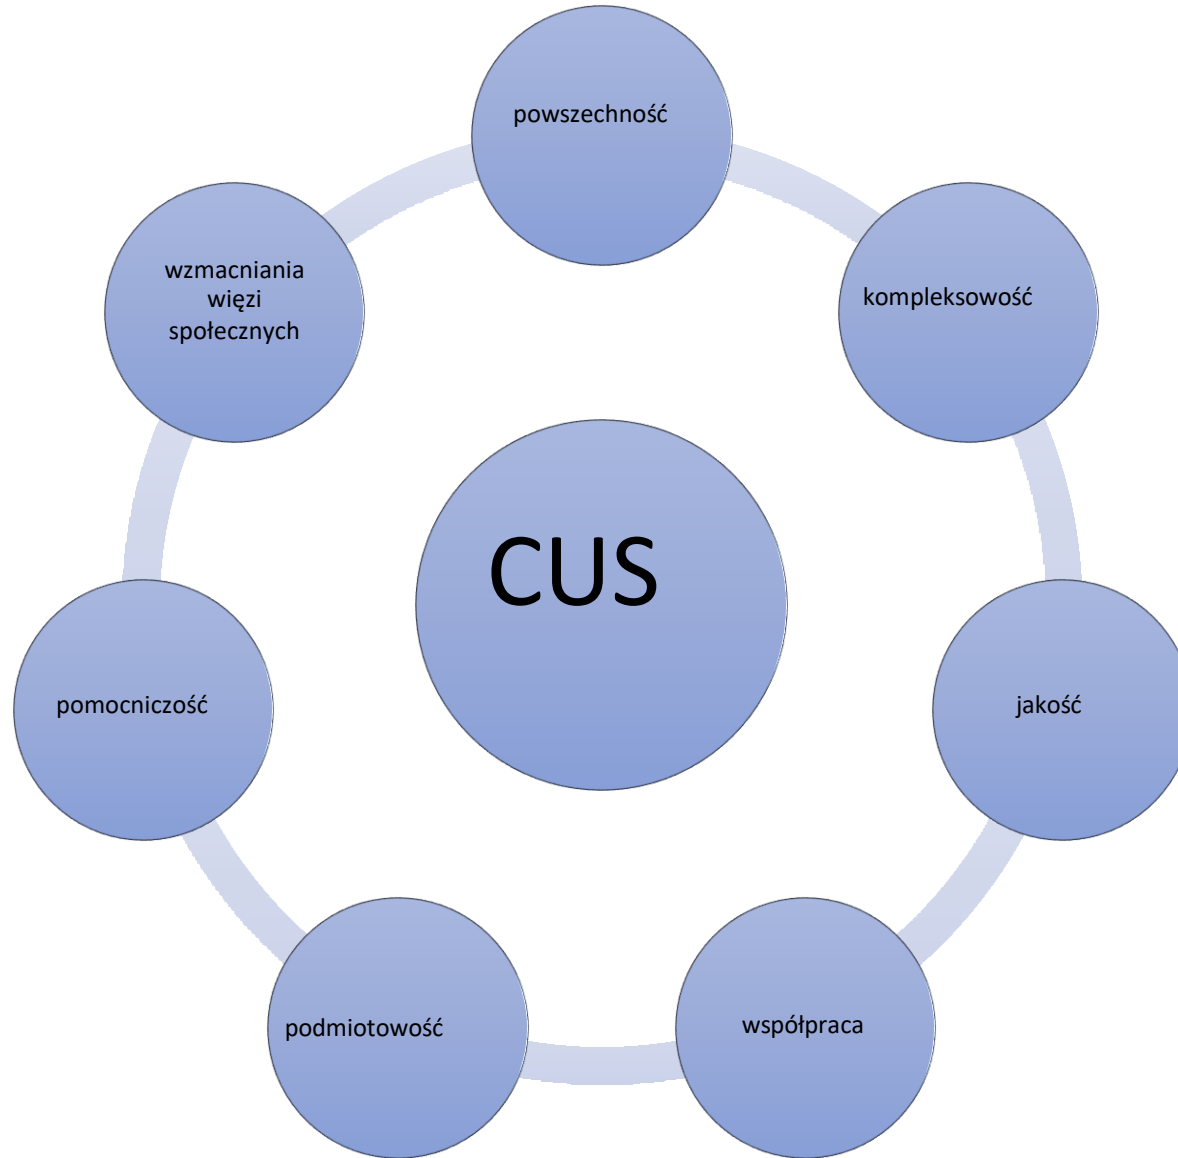 powszechność
kompleksowość
jakość
współpraca
podmiotowość
pomocniczość
wzmacniania
więzi
społecznych
CUS